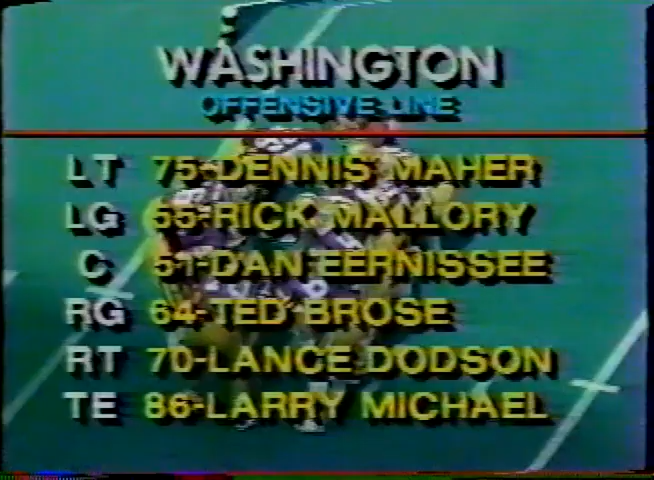 WASHINGTON
OFFENSIVE LINE
LT 75-DENNIS MAHER
LG 65-RICK MALLORY
C 51-DAN EERNISSEE
RG 64-TED BROSE
RT 70-LANCE DODSON
TE 86-LARRY MICHAEL